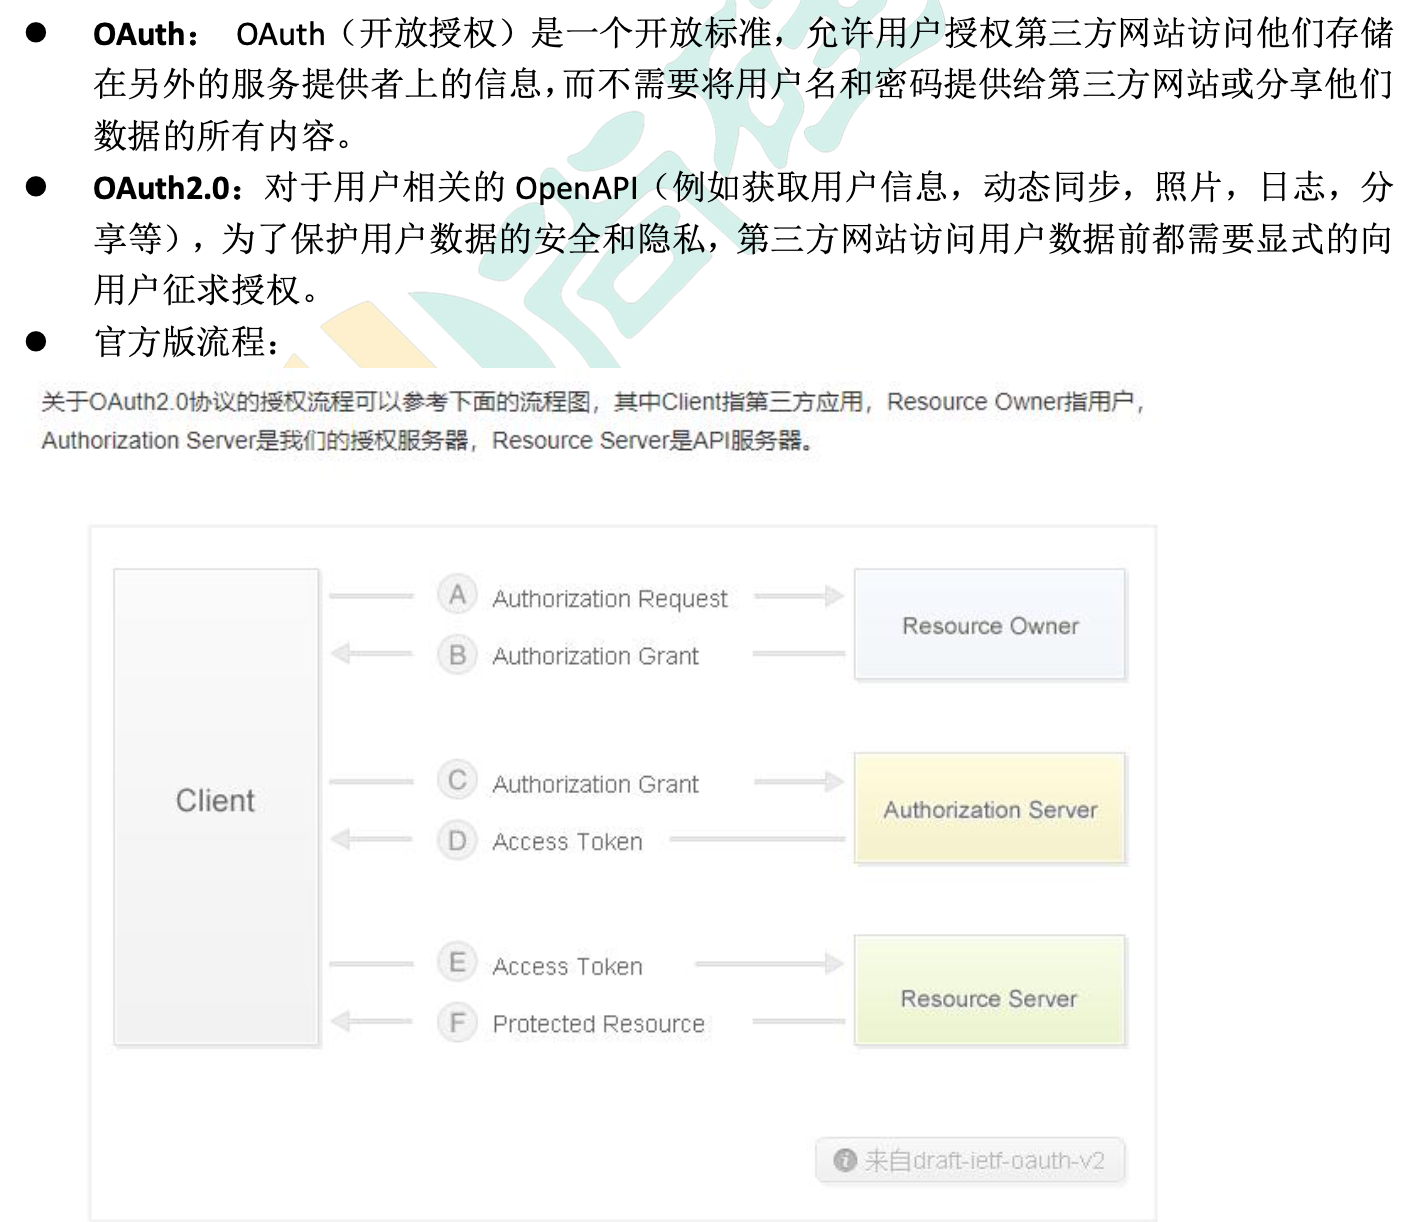 ● OAuth： OAuth（开放授权）是一个开放标准，允许用户授权第三方网站访问他们存储
在另外的服务提供者上的信息，而不需要将用户名和密码提供给第三方网站或分享他们
数据的所有内容。
● OAuth2.0：对于用户相关的 OpenAPI（例如获取用户信息，动态同步，照片，日志，分
享等），为了保护用户数据的安全和隐私，第三方网站访问用户数据前都需要显式的向
用户征求授权。
● 官方版流程：
关于OAuth2.0协议的授权流程可以参考下面的流程图，其中Client指第三方应用，Resource Owner指用户，
Authorization Server是我们的授权服务器，Resource Server是API服务器。
A Authorization Request
Resource Owner
B Authorization Grant
Client
C Authorization Grant
Authorization Server
D Access Token
E Access Token
Resource Server
F Protected Resource
来自draft-ietf-oauth-v2